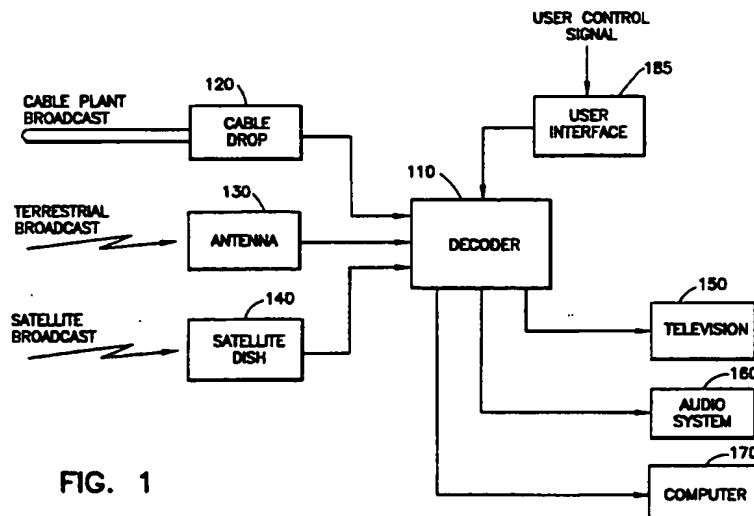 USER CONTROL
SIGNAL
185
USER
INTERFACE
CABLE PLANT
BROADCAST
120
CABLE
DROP
110
DECODER
TERRESTRIAL
BROADCAST
130
ANTENNA
SATELLITE
BROADCAST
140
SATELLITE
DISH
150
TELEVISION
160
AUDIO
SYSTEM
170
COMPUTER
FIG. 1